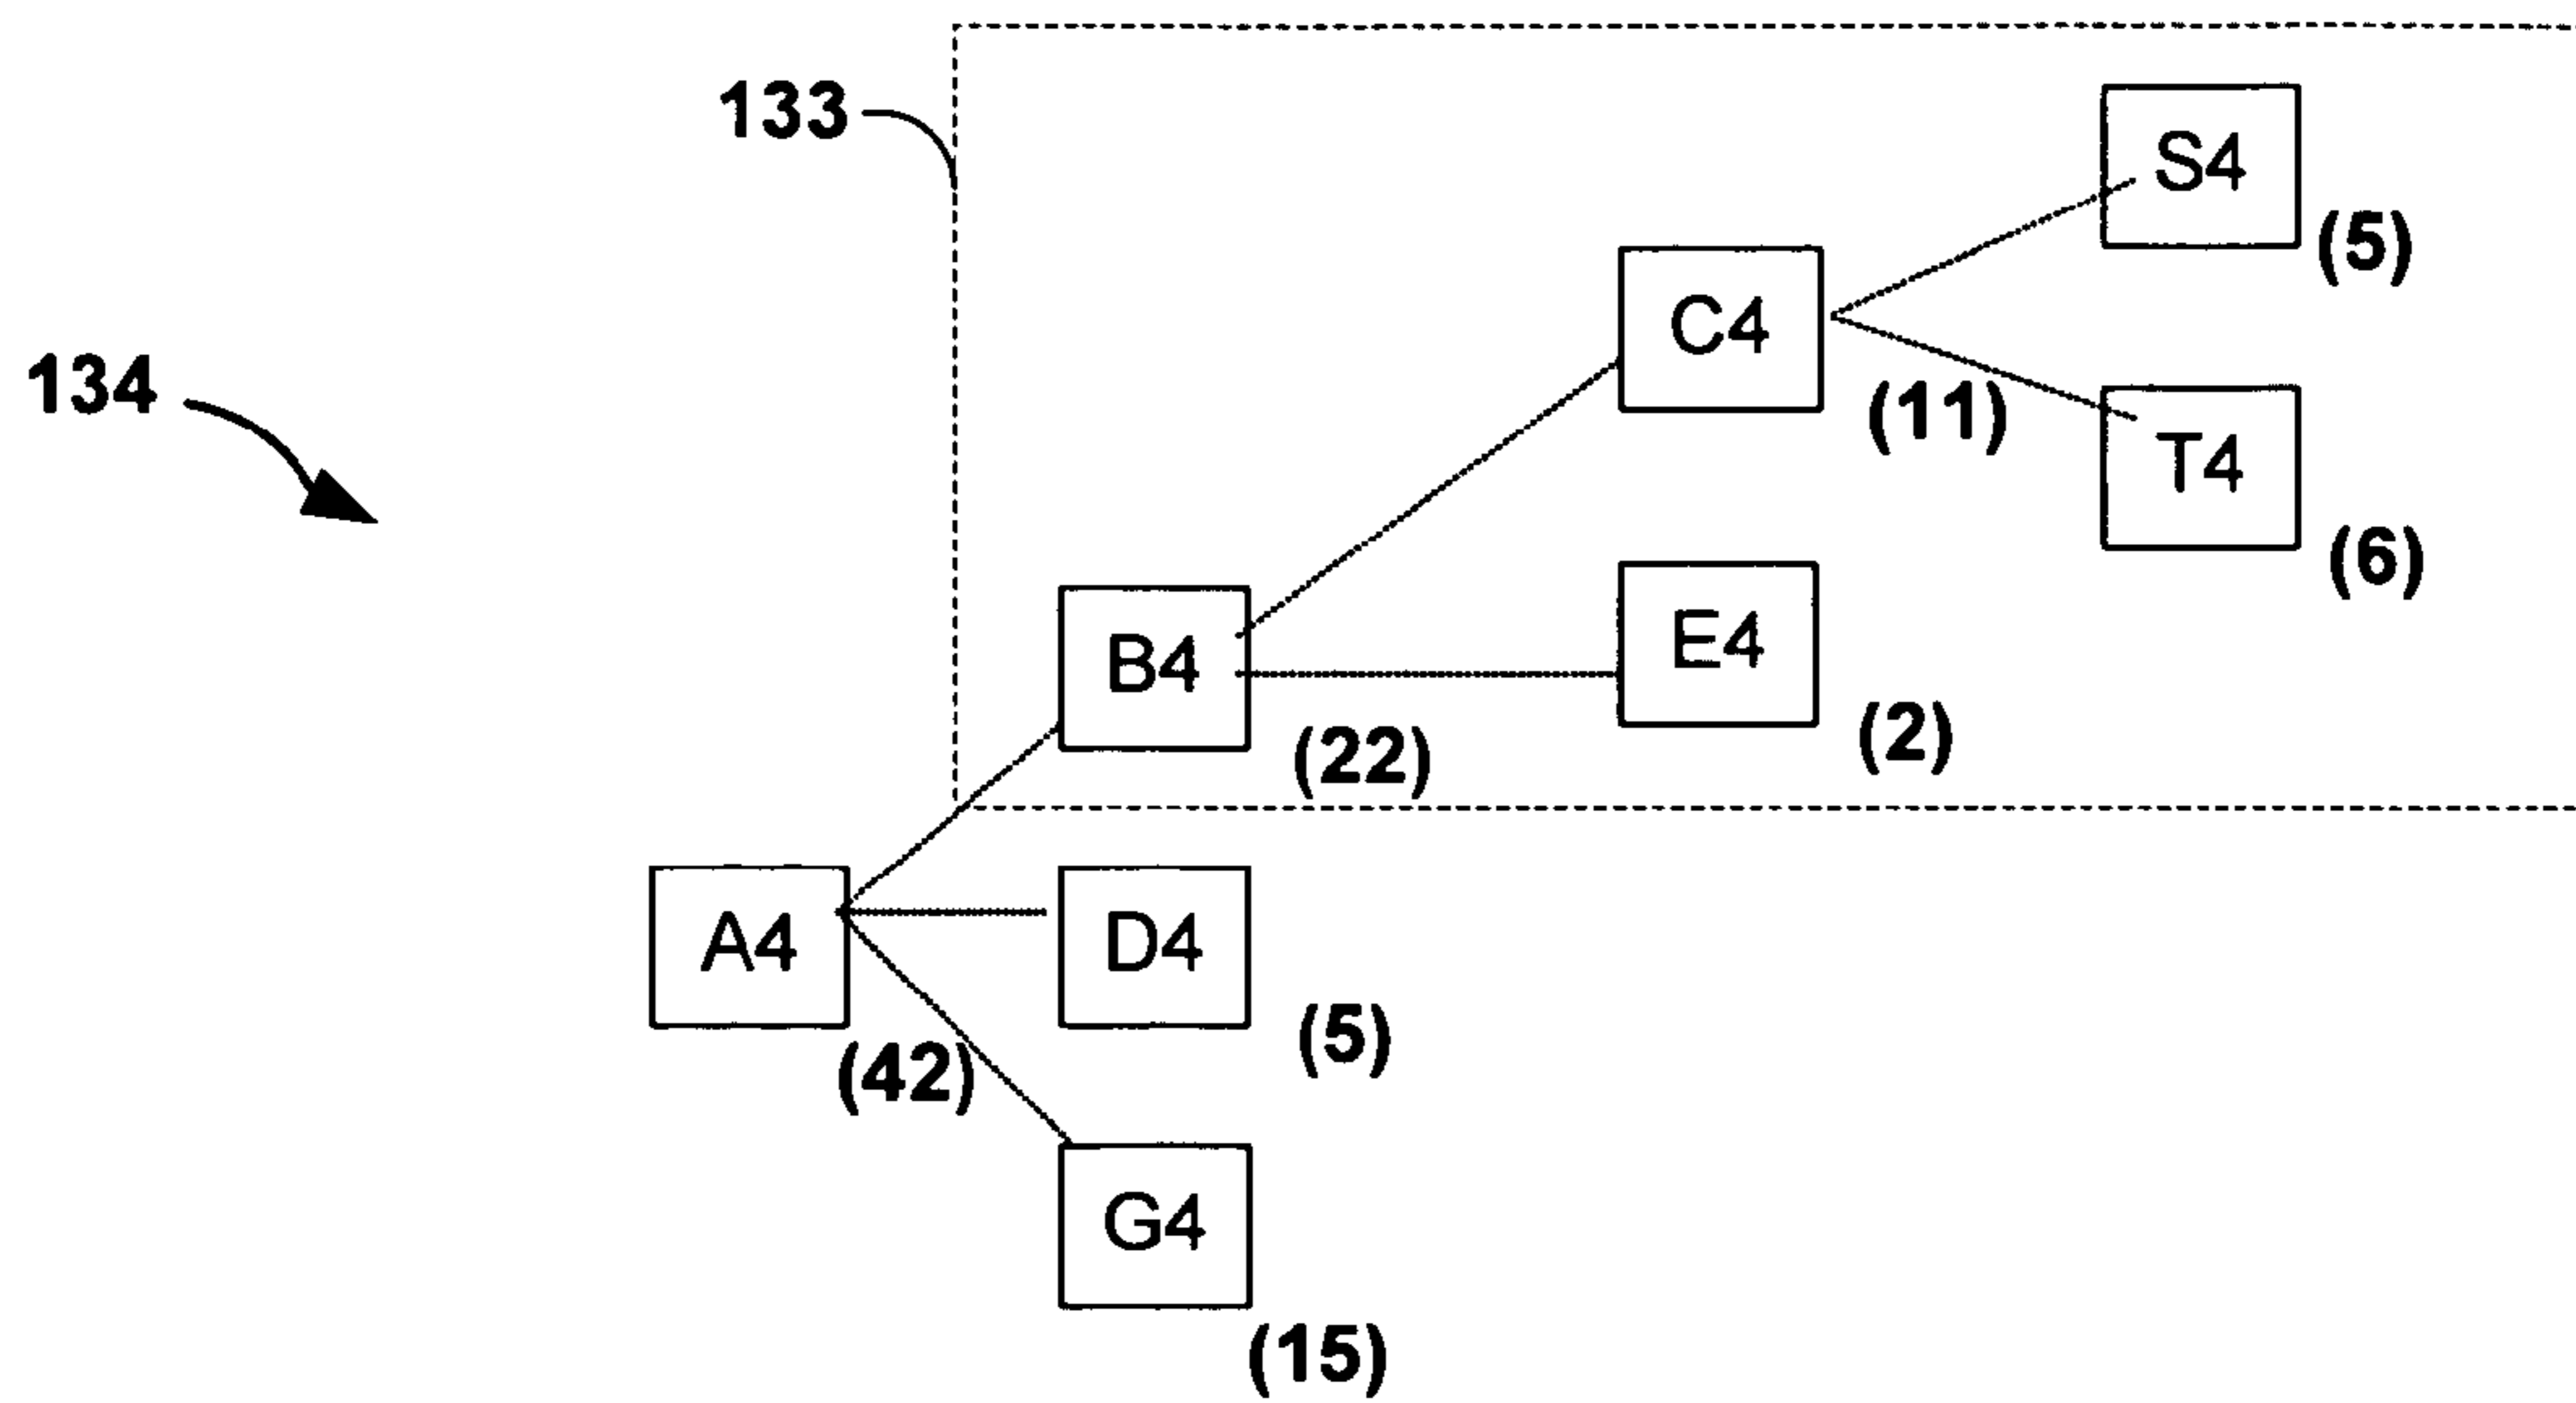 133
S4
(5)
C4
134
(11)
T4
(6)
E4
B4
(2)
(22)
A4
D4
(5)
(42)
G4
(15)